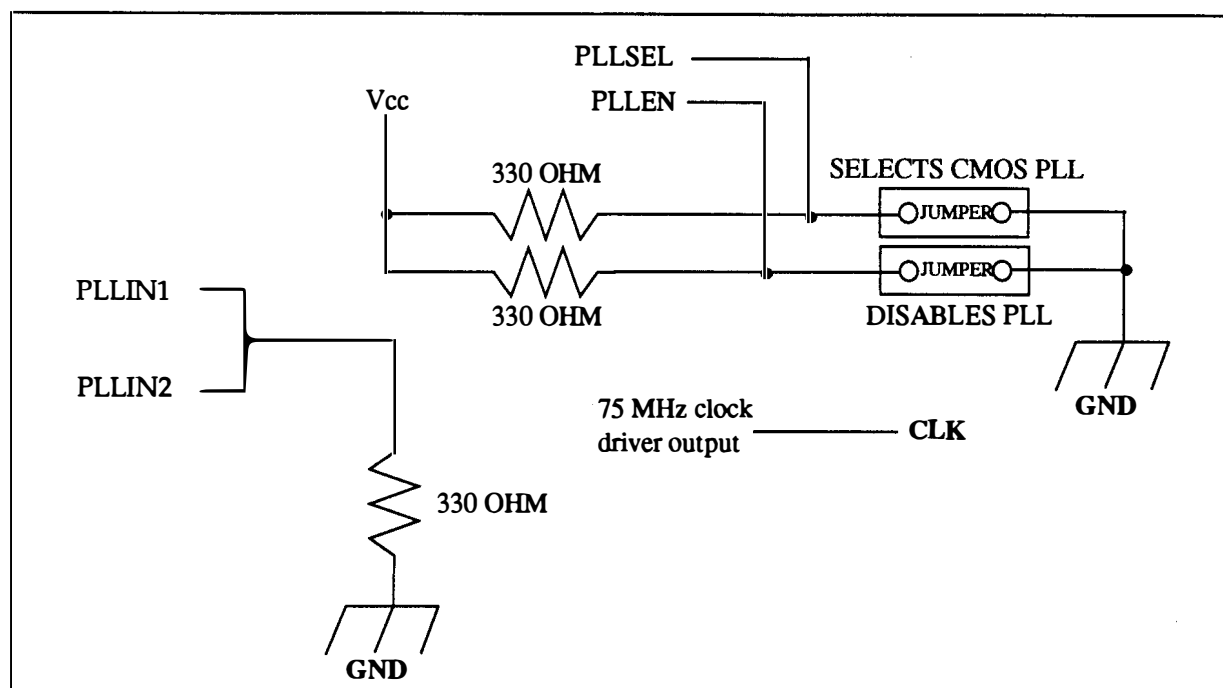 PLLSEL
PLLEN
Vcc
330 OHM
SELECTS CMOS PLL
JUMPER
JUMPER
330 OHM
DISABLES PLL
PLLIN1
PLLIN2
GND
75 MHz clock
driver output
CLK
330 OHM
GND